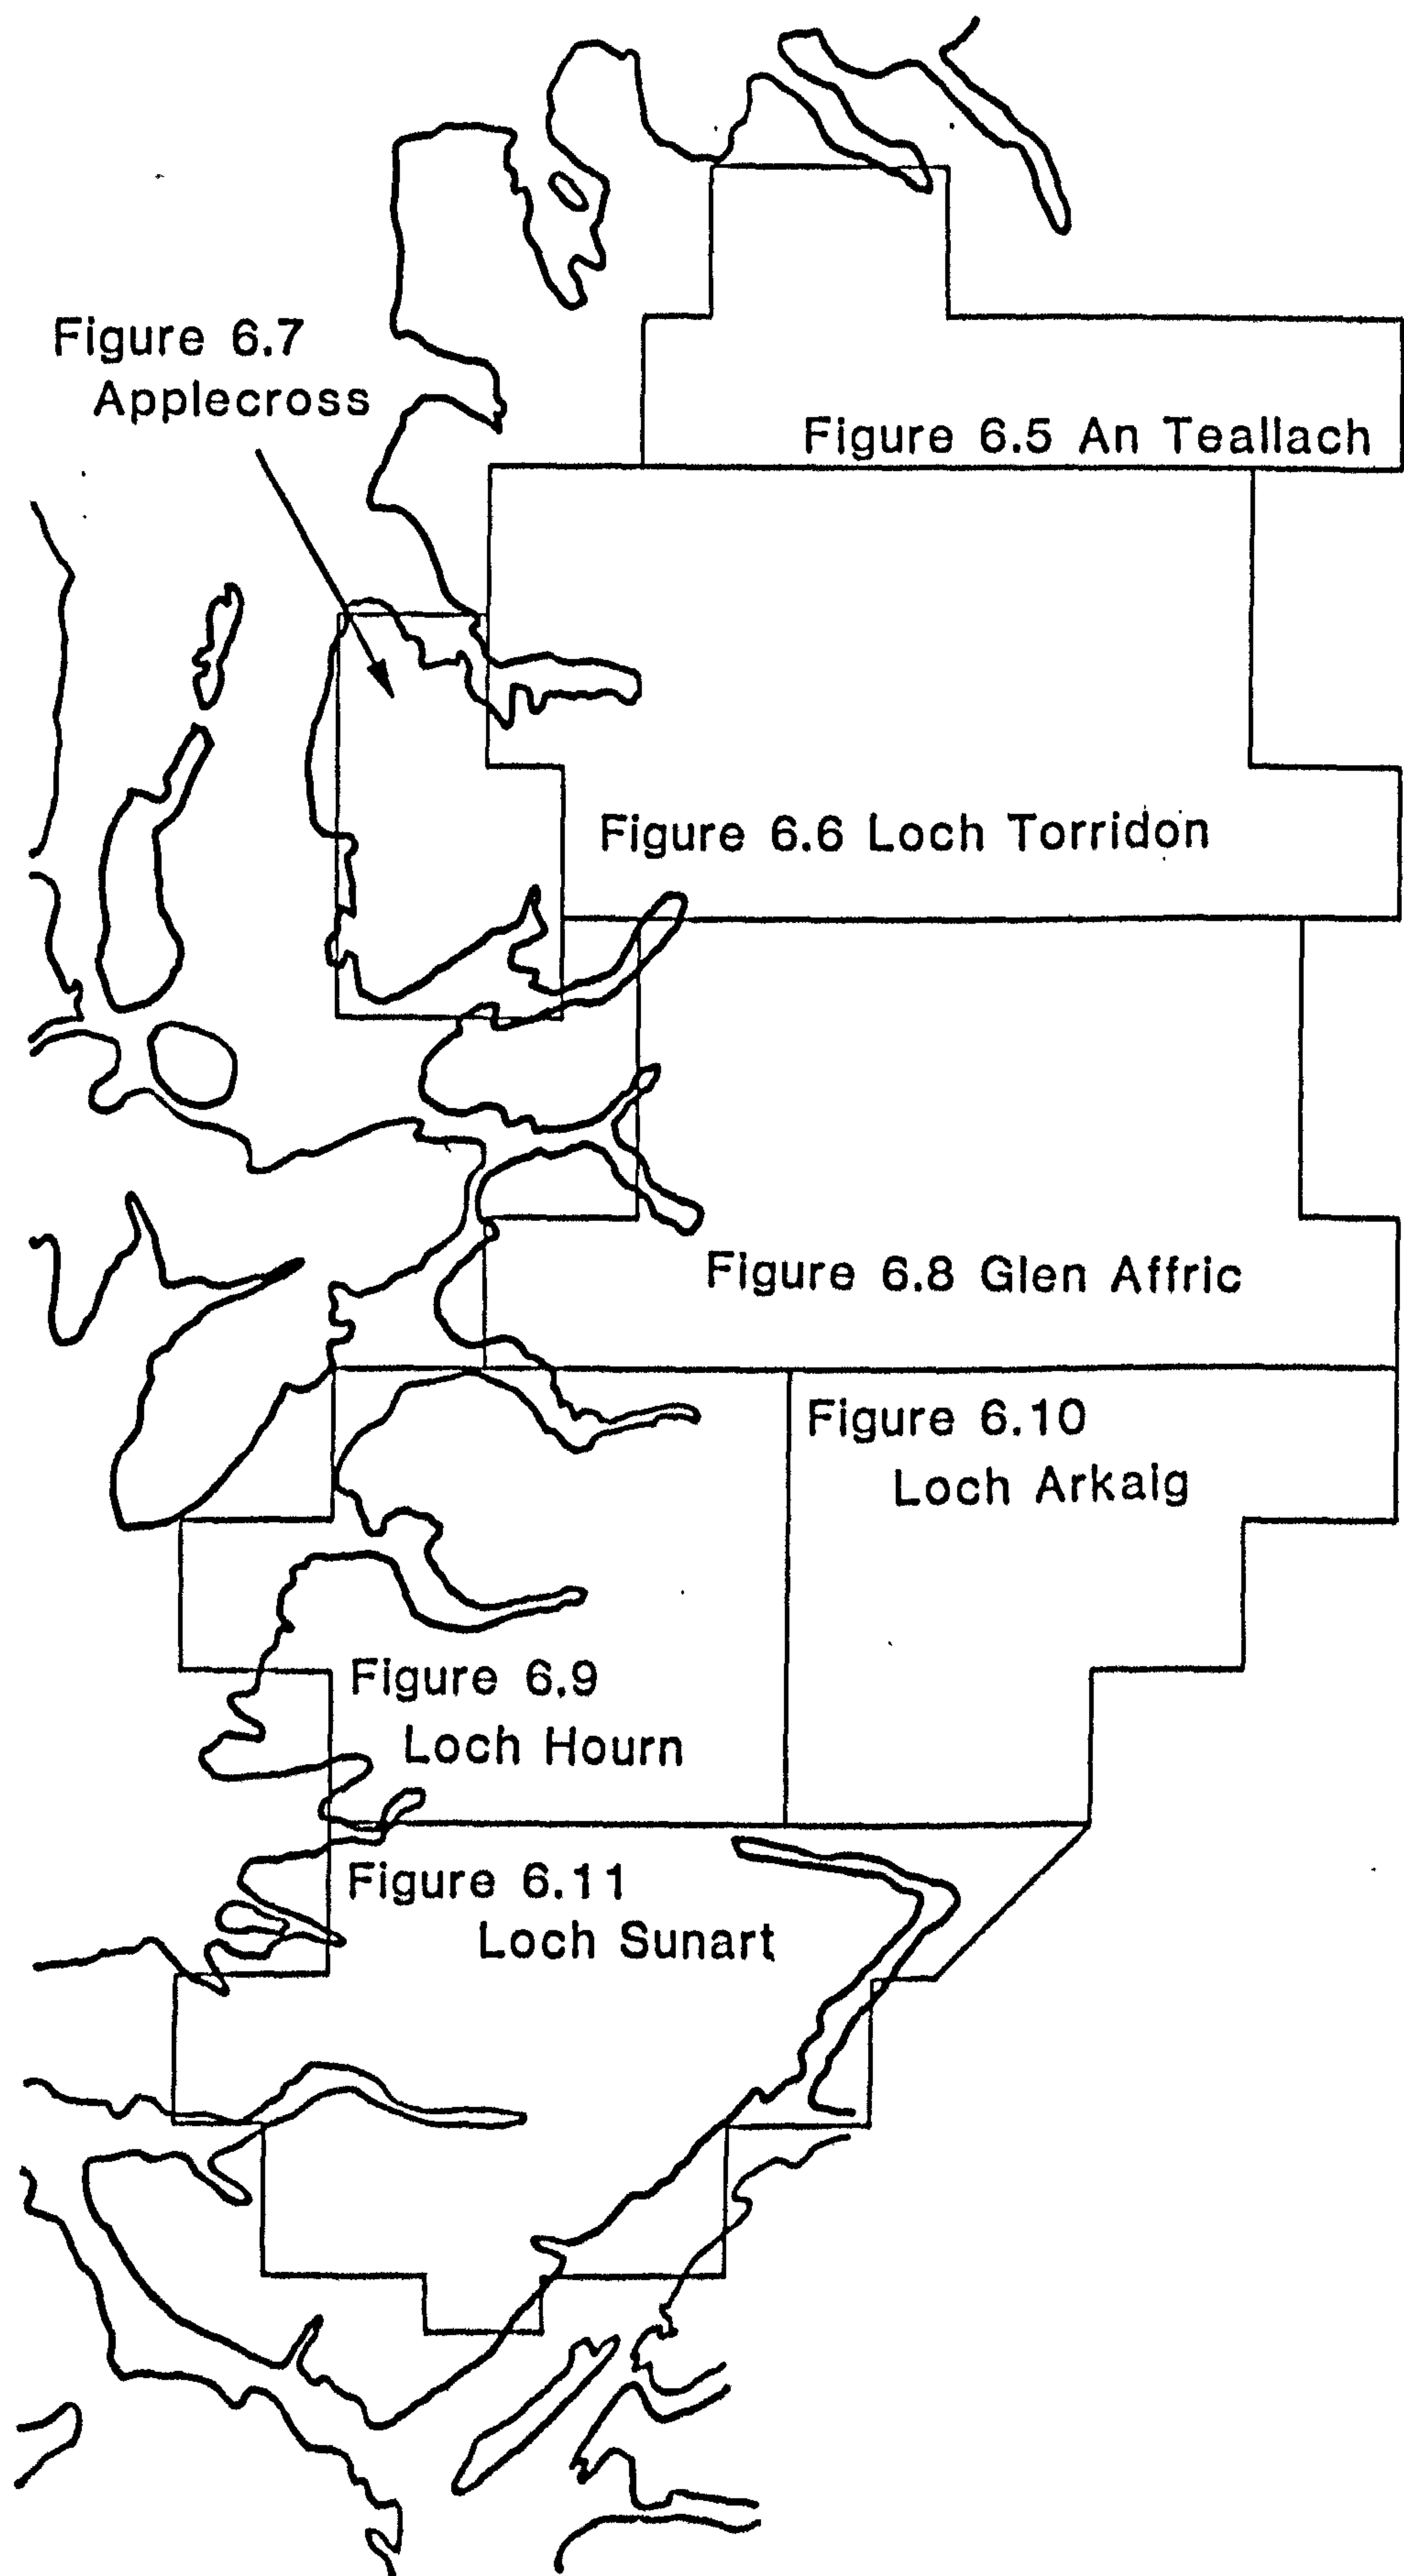 Figure 6.7
Applecross
Figure 6.5 An Teallach
Figure 6.6 Loch Torridon
Figure 6.8 Glen Affric
Figure 6.10
Loch Arkaig
Figure 6.9
Loch Hourn
Figure 6.11
Loch Sunart